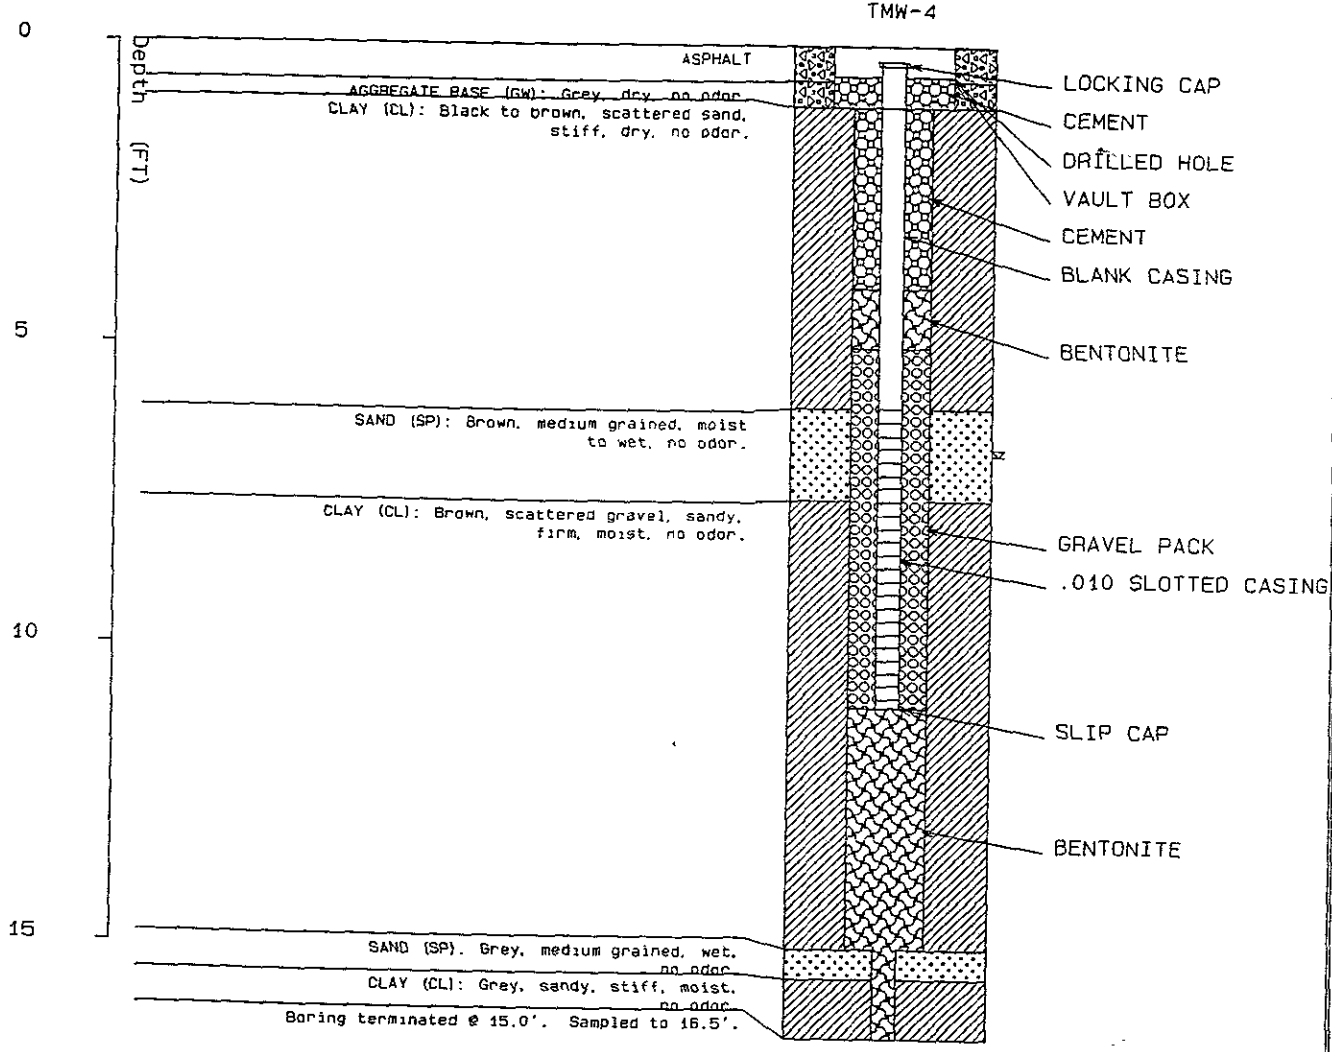 TMW-4
0
Depth (FT)
ASPHALT
LOCKING CAP
AGGREGATE BASE (GW): Grey, dry, no odor.
CLAY (CL): Black to brown, scattered sand,
stiff, dry, no odor.
CEMENT
DRILLED HOLE
VAULT BOX
CEMENT
BLANK CASING
5
BENTONITE
SAND (SP): Brown, medium grained, moist
to wet, no odor.
CLAY (CL): Brown, scattered gravel, sandy,
firm, moist, no odor.
GRAVEL PACK
.010 SLOTTED CASING
10
SLIP CAP
BENTONITE
15
SAND (SP). Grey, medium grained, wet,
no odor.
CLAY (CL): Grey, sandy, stiff, moist,
no odor.
Boring terminated @ 15.0'. Sampled to 16.5'.